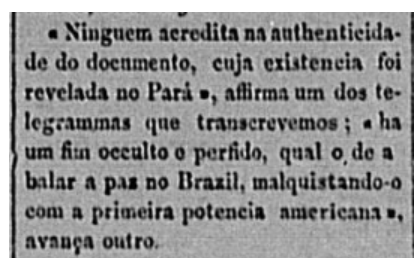 « Ninguem acredita na authenticida-
de do documento, cuja existencia foi
revelada no Pará », affirma um dos te-
legrammas que transcrevemos ; « ha
um fim occulto o perfido, qual o de a
balar a paz no Brazil, malquistando-o
com a primeira potencia americana »,
avança outro.